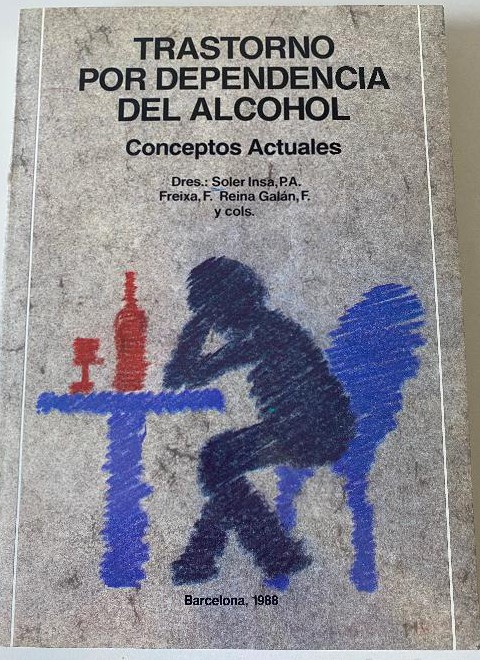 TRASTORNO
POR DEPENDENCIA
DEL ALCOHOL
Conceptos Actuales
Dres.: Soler Insa, P.A.
Freixa, F. Reina Galán, F.
y cols.
Barcelona, 1988